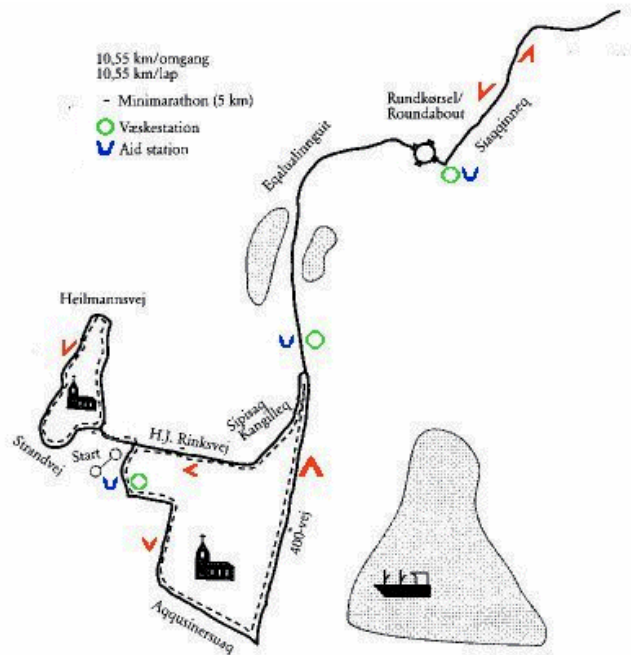 10,55 km/omgang
10,55 km/lap
- Minimarathon (5 km)
Væskestation
Aid station
Rundkørsel/
Roundabout
Siaqqinneq
Eqalualinnguit
Heilmannsvej
Sipisaq
Kangilleq
H.J. Rinksvej
Strandvej
Start
400-vej
Aqqusinersuaq